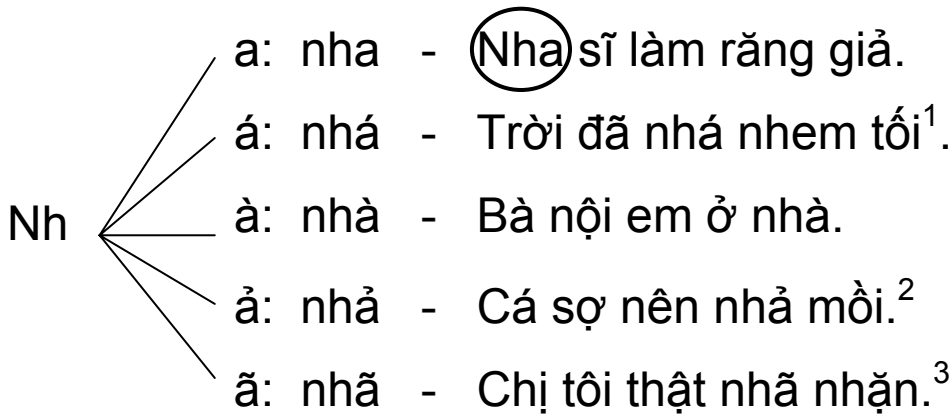 a: nha - Nha sĩ làm răng giả.
á: nhá - Trời đã nhá nhem tối¹.
Nh à: nhà - Bà nội em ở nhà.
ả: nhả - Cá sợ nên nhả mồi.²
ã: nhã - Chị tôi thật nhã nhặn.³